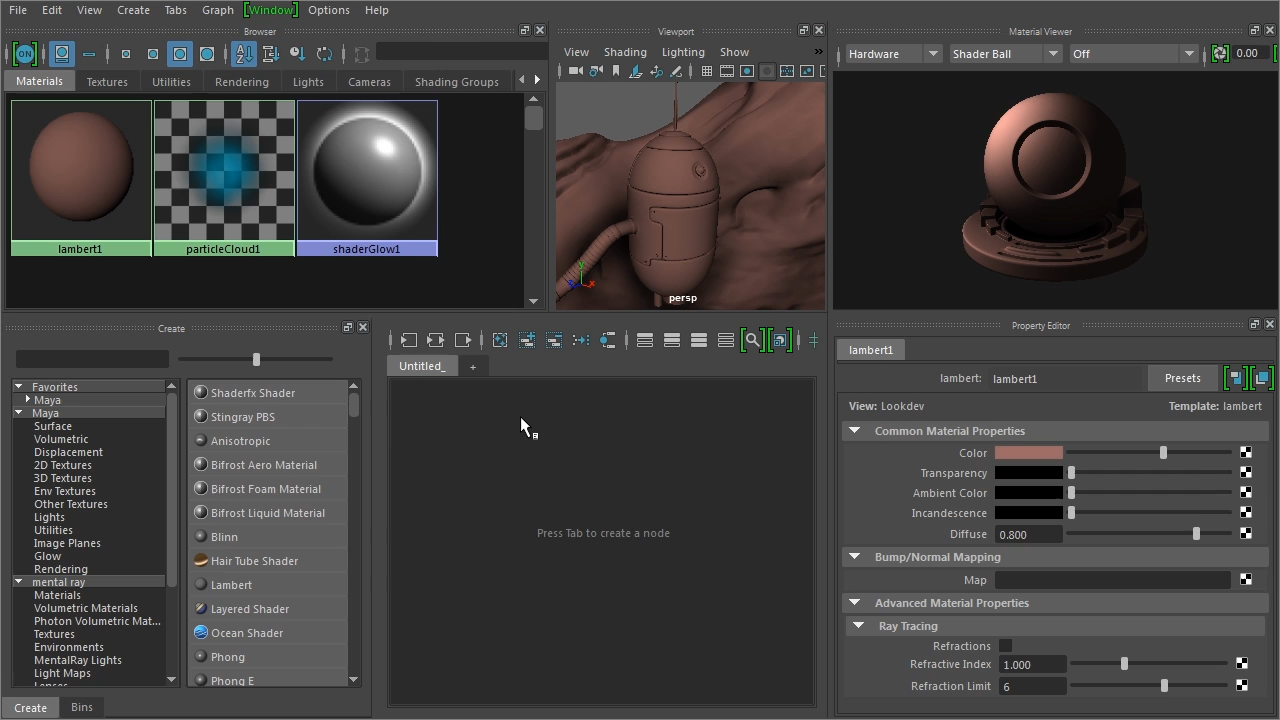 File Edit View Create Tabs Graph [Window] Options Help
Browser
ON
Materials Textures Utilities Rendering Lights Cameras Shading Groups
lambert1 particleCloud1 shaderGlow1
Viewport
View Shading Lighting Show »
persp
Material Viewer
Hardware Shader Ball Off 0.00
Create
Favorites
Maya
Maya
Surface
Volumetric
Displacement
2D Textures
3D Textures
Env Textures
Other Textures
Lights
Utilities
Image Planes
Glow
Rendering
mental ray
Materials
Volumetric Materials
Photon Volumetric Mat...
Textures
Environments
MentalRay Lights
Light Maps
Lenses
Shaderfx Shader
Stingray PBS
Anisotropic
Bifrost Aero Material
Bifrost Foam Material
Bifrost Liquid Material
Blinn
Hair Tube Shader
Lambert
Layered Shader
Ocean Shader
Phong
Phong E
Create Bins
Untitled_ +
Press Tab to create a node
Property Editor
lambert1
lambert: lambert1 Presets
View: Lookdev Template: lambert
Common Material Properties
Color
Transparency
Ambient Color
Incandescence
Diffuse 0.800
Bump/Normal Mapping
Map
Advanced Material Properties
Ray Tracing
Refractions
Refractive Index 1.000
Refraction Limit 6